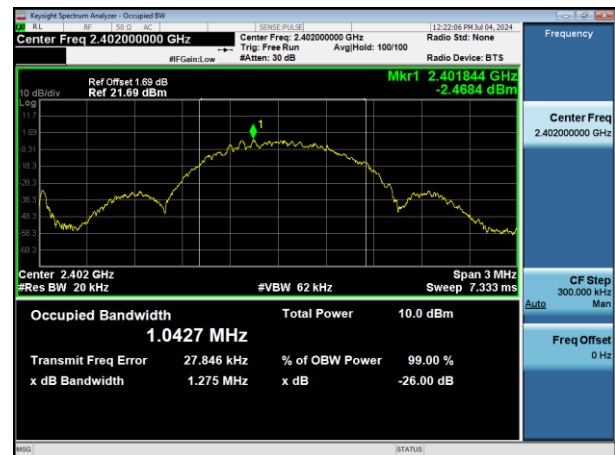 Keysight Spectrum Analyzer - Occupied BW
RL RF 50 Ω AC SENSE:PULSE 12:22:06 PM Jul 04, 2024
Center Freq 2.402000000 GHz Center Freq: 2.402000000 GHz Radio Std: None
Trig: Free Run Avg|Hold: 100/100
#IFGain:Low #Atten: 30 dB Radio Device: BTS
Frequency
Ref Offset 1.69 dB Mkr1 2.401844 GHz
10 dB/div Ref 21.69 dBm -2.4684 dBm
Log
11.7
1.69
-8.31
-18.3
-28.3
-38.3
-48.3
-58.3
-68.3
1
Center 2.402 GHz Span 3 MHz
#Res BW 20 kHz #VBW 62 kHz Sweep 7.333 ms
Occupied Bandwidth Total Power 10.0 dBm
1.0427 MHz
Transmit Freq Error 27.846 kHz % of OBW Power 99.00 %
x dB Bandwidth 1.275 MHz x dB -26.00 dB
Center Freq
2.402000000 GHz
CF Step
300.000 kHz
Auto Man
Freq Offset
0 Hz
MSG STATUS